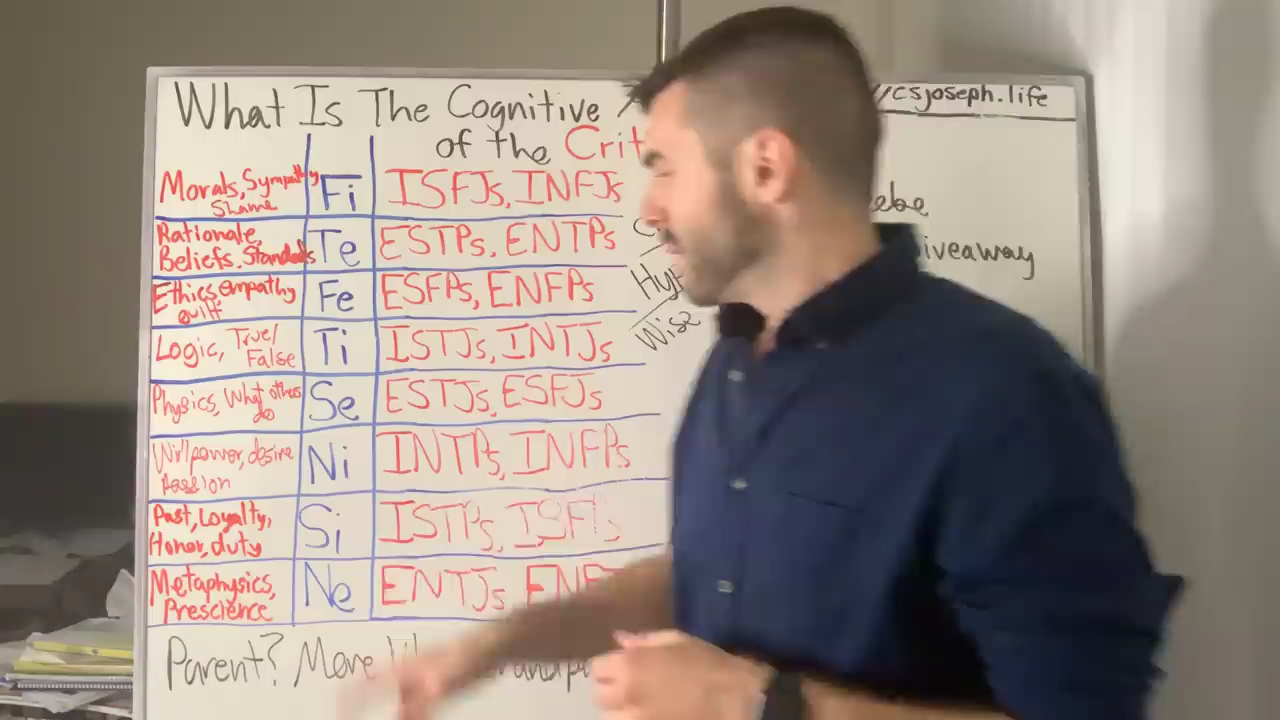 What Is The Cognitive
//csjoseph.life
of the Crit
Morals, Sympathy
Shame
Fi
ISFJs, INFJs
Rationale
Beliefs, Standards
Te
ESTPs, ENTPs
iveaway
Ethics, empathy
guilt
Fe
ESFPs, ENFPs
Logic, True/
False
Ti
ISTJs, INTJs
Wise
Physics, What others
do
Se
ESTJs, ESFJs
Willpower, desire
Passion
Ni
INTPs, INFPs
Past, Loyalty,
Honor, duty
Si
ISTPs, ISFPs
Metaphysics,
Prescience
Ne
ENTJs, ENF
Parent? More